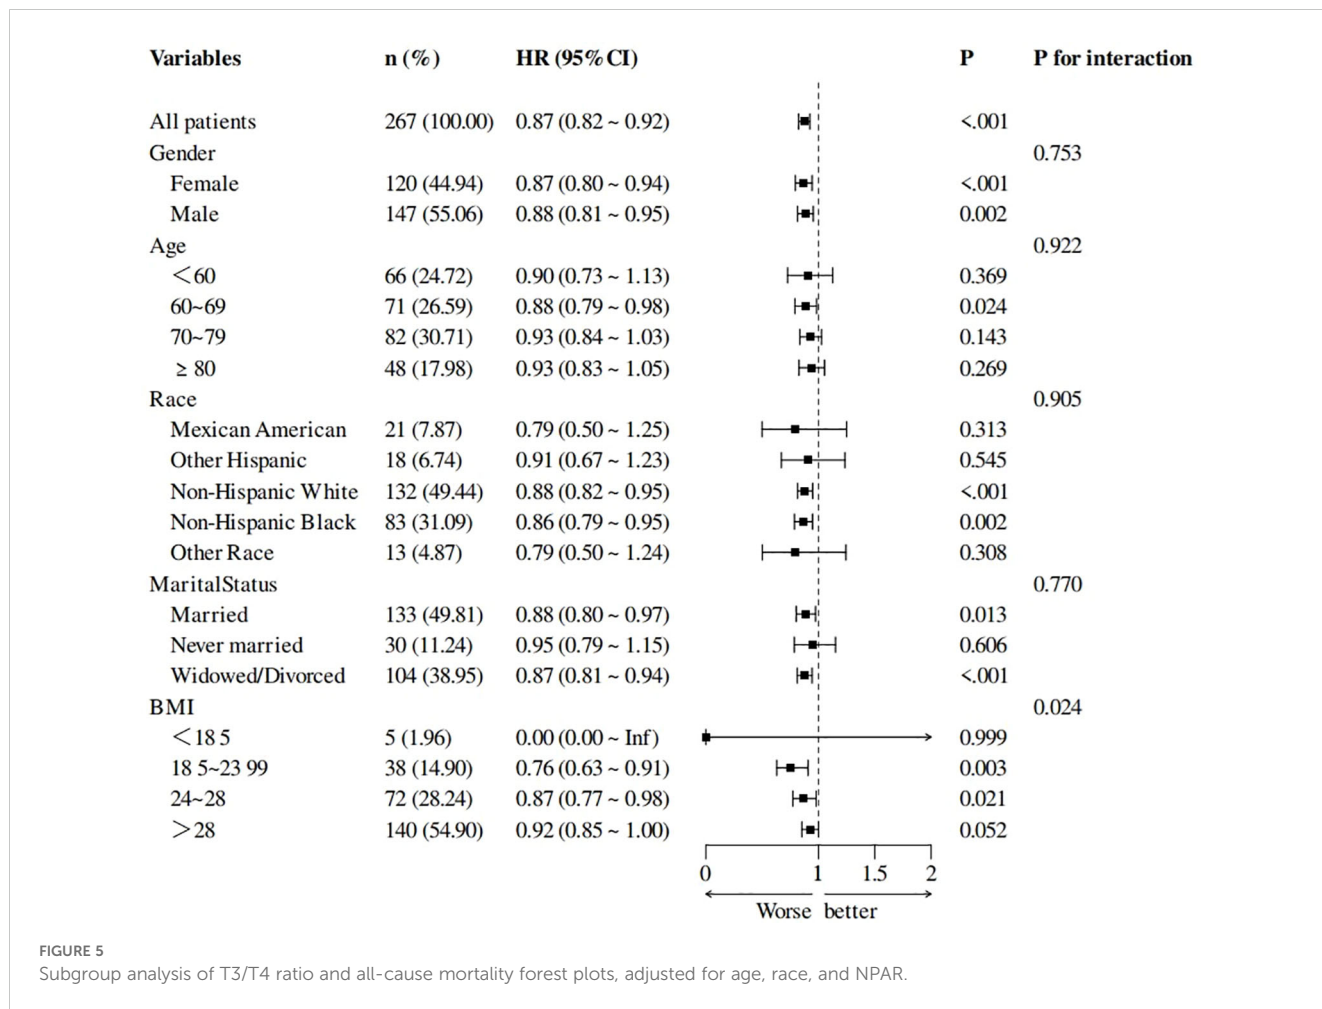 Variables n (%) HR (95% CI) P P for interaction
All patients 267 (100.00) 0.87 (0.82 ~ 0.92) <.001
Gender 0.753
Female 120 (44.94) 0.87 (0.80 ~ 0.94) <.001
Male 147 (55.06) 0.88 (0.81 ~ 0.95) 0.002
Age 0.922
<60 66 (24.72) 0.90 (0.73 ~ 1.13) 0.369
60~69 71 (26.59) 0.88 (0.79 ~ 0.98) 0.024
70~79 82 (30.71) 0.93 (0.84 ~ 1.03) 0.143
≥ 80 48 (17.98) 0.93 (0.83 ~ 1.05) 0.269
Race 0.905
Mexican American 21 (7.87) 0.79 (0.50 ~ 1.25) 0.313
Other Hispanic 18 (6.74) 0.91 (0.67 ~ 1.23) 0.545
Non-Hispanic White 132 (49.44) 0.88 (0.82 ~ 0.95) <.001
Non-Hispanic Black 83 (31.09) 0.86 (0.79 ~ 0.95) 0.002
Other Race 13 (4.87) 0.79 (0.50 ~ 1.24) 0.308
MaritalStatus 0.770
Married 133 (49.81) 0.88 (0.80 ~ 0.97) 0.013
Never married 30 (11.24) 0.95 (0.79 ~ 1.15) 0.606
Widowed/Divorced 104 (38.95) 0.87 (0.81 ~ 0.94) <.001
BMI 0.024
<18 5 5 (1.96) 0.00 (0.00 ~ Inf) 0.999
18 5~23 99 38 (14.90) 0.76 (0.63 ~ 0.91) 0.003
24~28 72 (28.24) 0.87 (0.77 ~ 0.98) 0.021
>28 140 (54.90) 0.92 (0.85 ~ 1.00) 0.052
0 1 1.5 2
Worse better
FIGURE 5
Subgroup analysis of T3/T4 ratio and all-cause mortality forest plots, adjusted for age, race, and NPAR.